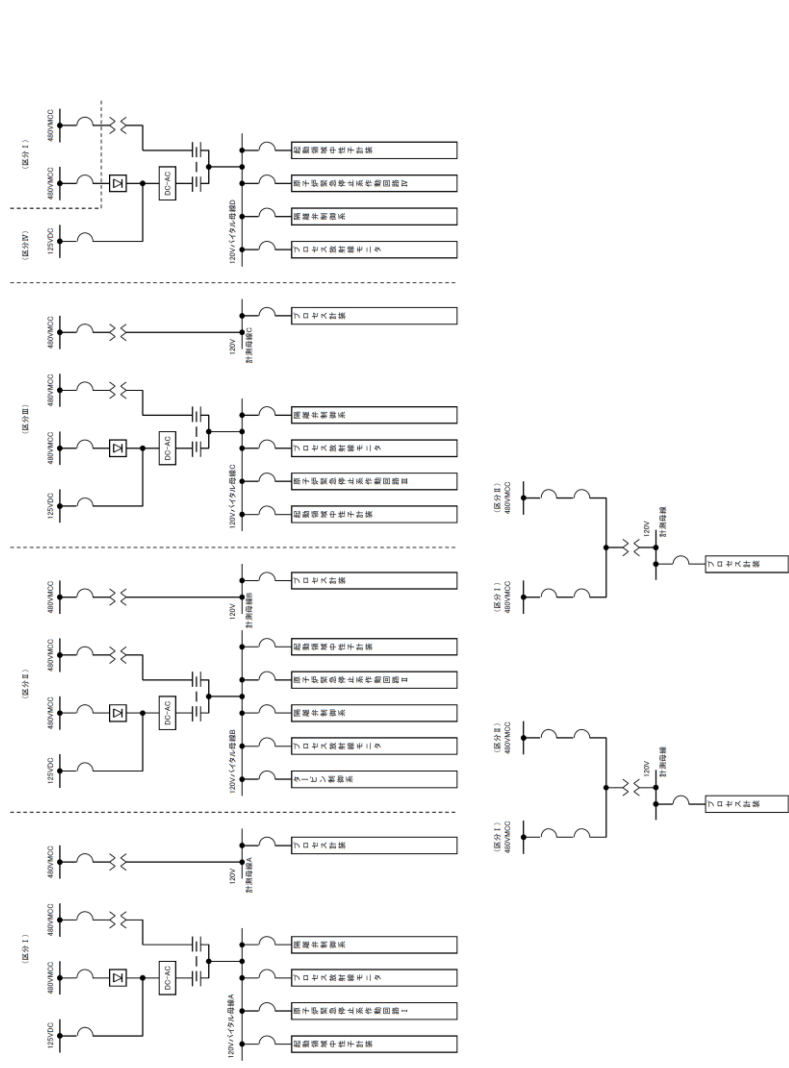 (区分Ⅰ)
125VDC
480VMCC
480VMCC
480VMCC
DC-AC
120Vバイタル母線A
120V
計測母線A
起動領域中性子計装
原子炉緊急停止系作動回路Ⅰ
プロセス放射線モニタ
隔離弁制御系
プロセス計装
(区分Ⅱ)
125VDC
480VMCC
480VMCC
480VMCC
DC-AC
120Vバイタル母線B
120V
計測母線B
タービン制御系
プロセス放射線モニタ
隔離弁制御系
原子炉緊急停止系作動回路Ⅱ
起動領域中性子計装
プロセス計装
(区分Ⅲ)
125VDC
480VMCC
480VMCC
480VMCC
DC-AC
120Vバイタル母線C
120V
計測母線C
起動領域中性子計装
原子炉緊急停止系作動回路Ⅲ
プロセス放射線モニタ
隔離弁制御系
プロセス計装
(区分Ⅳ)
(区分Ⅰ)
125VDC
480VMCC
480VMCC
DC-AC
120Vバイタル母線D
プロセス放射線モニタ
隔離弁制御系
原子炉緊急停止系作動回路Ⅳ
起動領域中性子計装
(区分Ⅰ)
480VMCC
(区分Ⅱ)
480VMCC
120V
計測母線
プロセス計装
(区分Ⅰ)
480VMCC
(区分Ⅱ)
480VMCC
120V
計測母線
プロセス計装